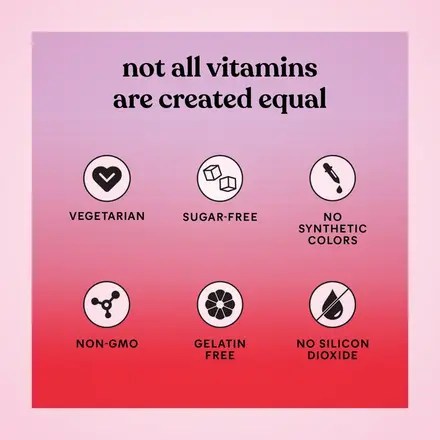 not all vitamins
are created equal
VEGETARIAN
SUGAR-FREE
NO
SYNTHETIC
COLORS
NON-GMO
GELATIN
FREE
NO SILICON
DIOXIDE